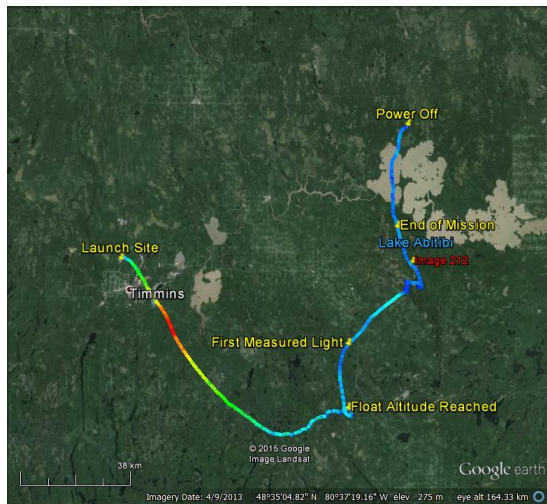 Power Off
End of Mission
Lake Abitibi
Image 212
Launch Site
Timmins
First Measured Light
Float Altitude Reached
© 2015 Google
Image Landsat
38 km
Google earth
Imagery Date: 4/9/2013 48°35'04.82" N 80°37'19.16" W elev 275 m eye alt 164.33 km